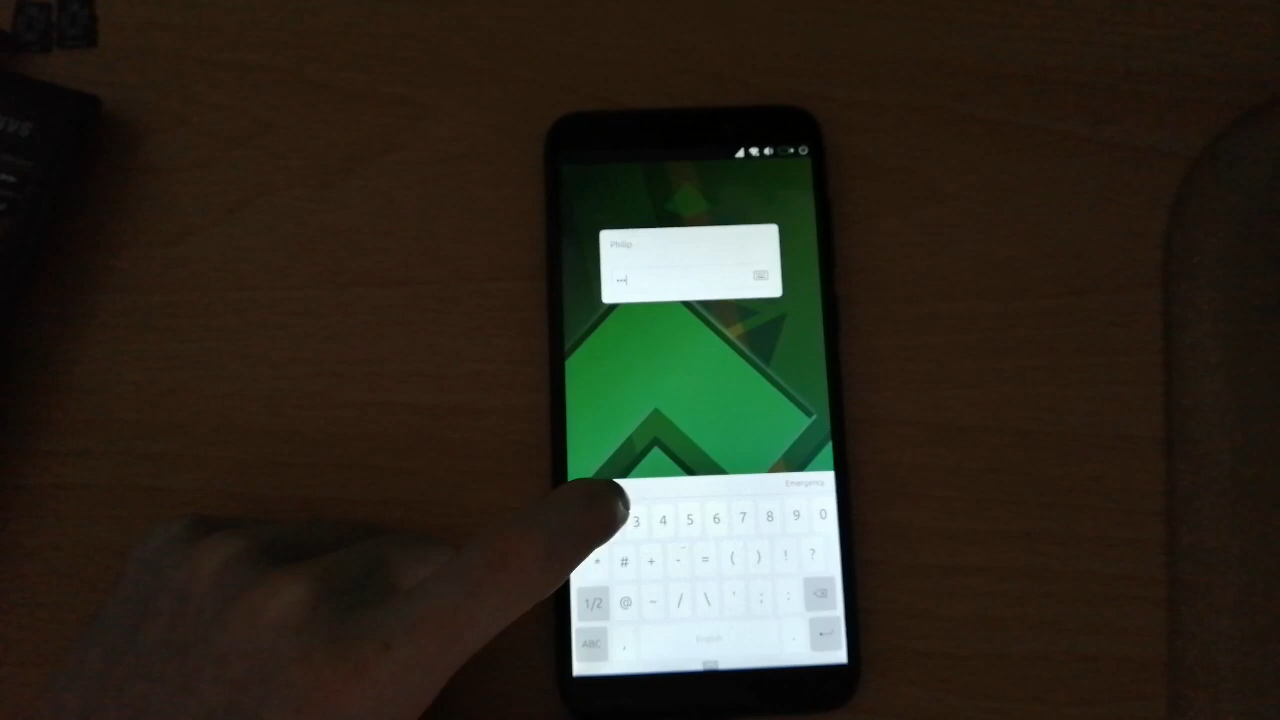 Philip
Emergency
3 4 5 6 7 8 9 0
* # + - = ( ) ! ?
1/2 @ ~ / \ ' ; :
ABC , English .